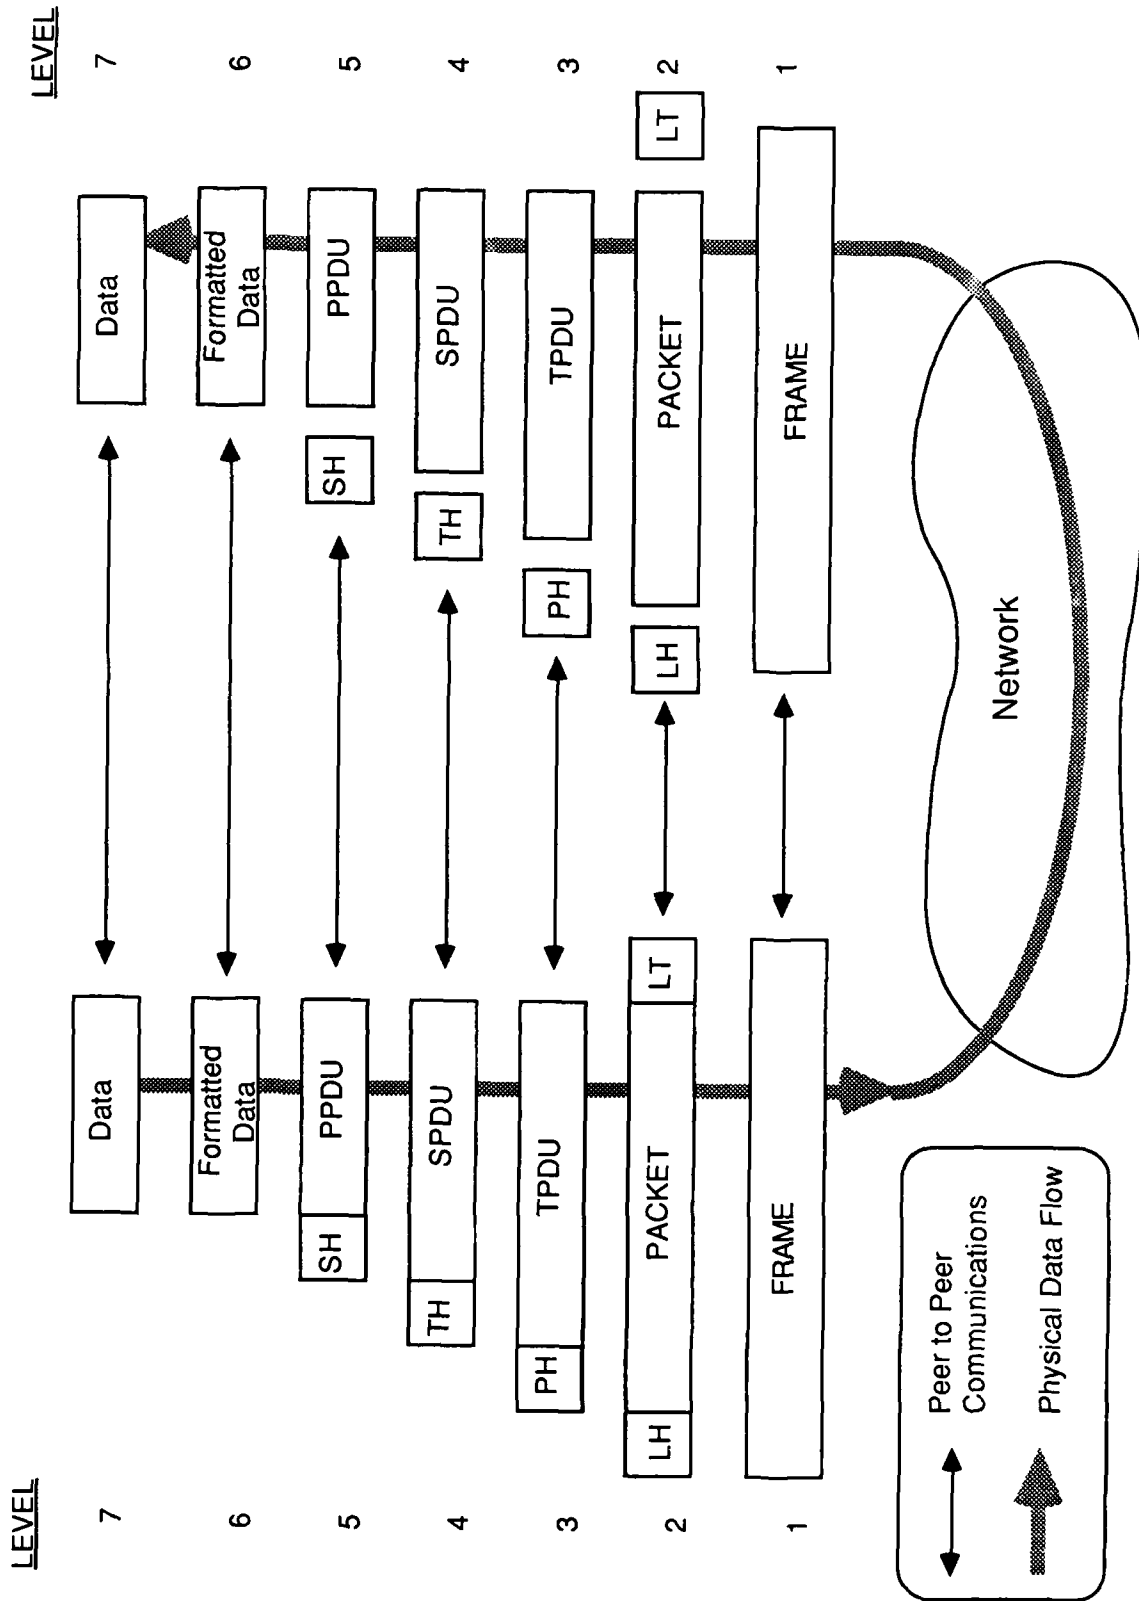 LEVEL
LEVEL
7
Data
Data
7
6
Formatted
Data
Formatted
Data
6
5
SH
PPDU
SH
PPDU
5
4
TH
SPDU
TH
SPDU
4
3
PH
TPDU
PH
TPDU
3
2
LH
PACKET
LT
LH
PACKET
LT
2
1
FRAME
FRAME
1
Network
Peer to Peer
Communications
Physical Data Flow